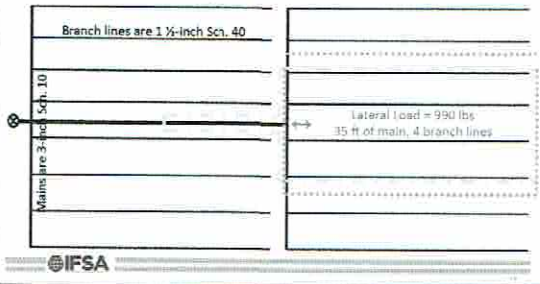 Branch lines are 1 ½-inch Sch. 40
Mains are 3-inch Sch. 10
Lateral Load = 990 lbs
35 ft of main, 4 branch lines
IFSA